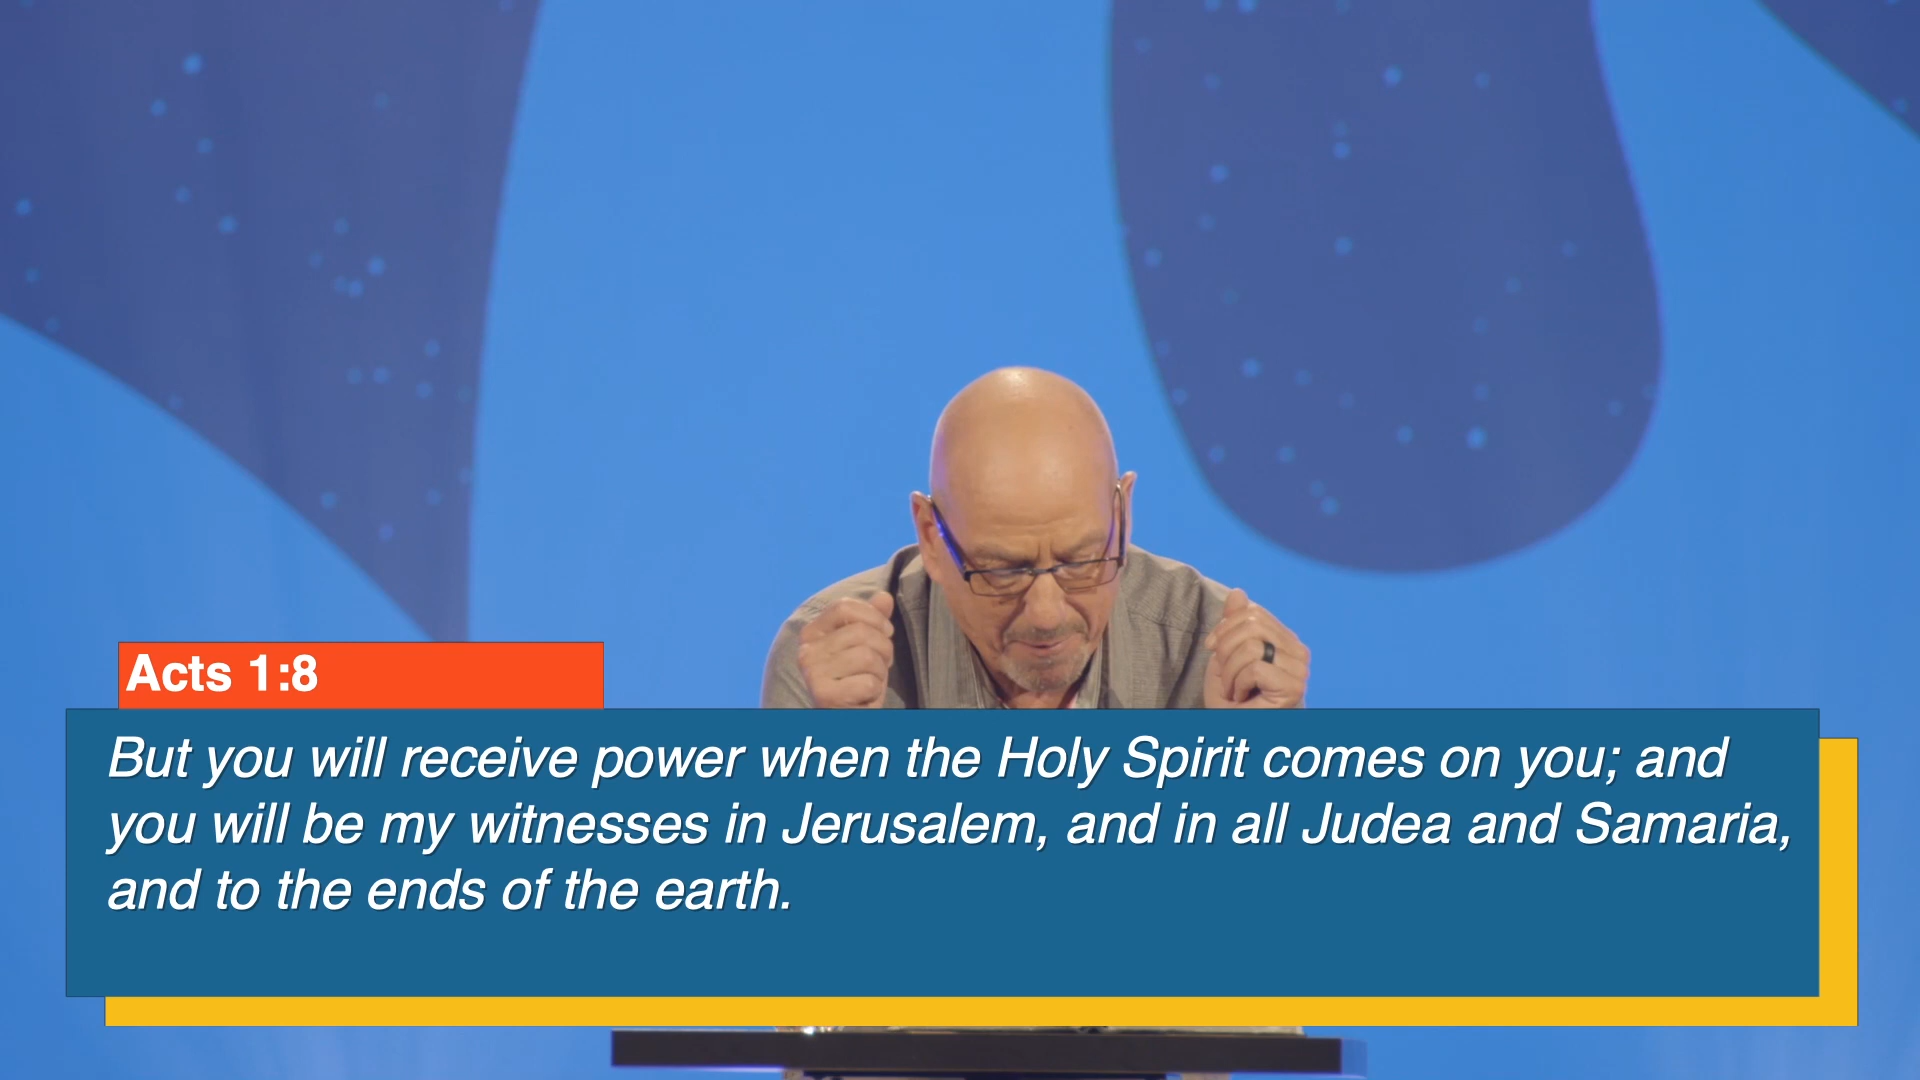 Acts 1:8
But you will receive power when the Holy Spirit comes on you; and
you will be my witnesses in Jerusalem, and in all Judea and Samaria,
and to the ends of the earth.